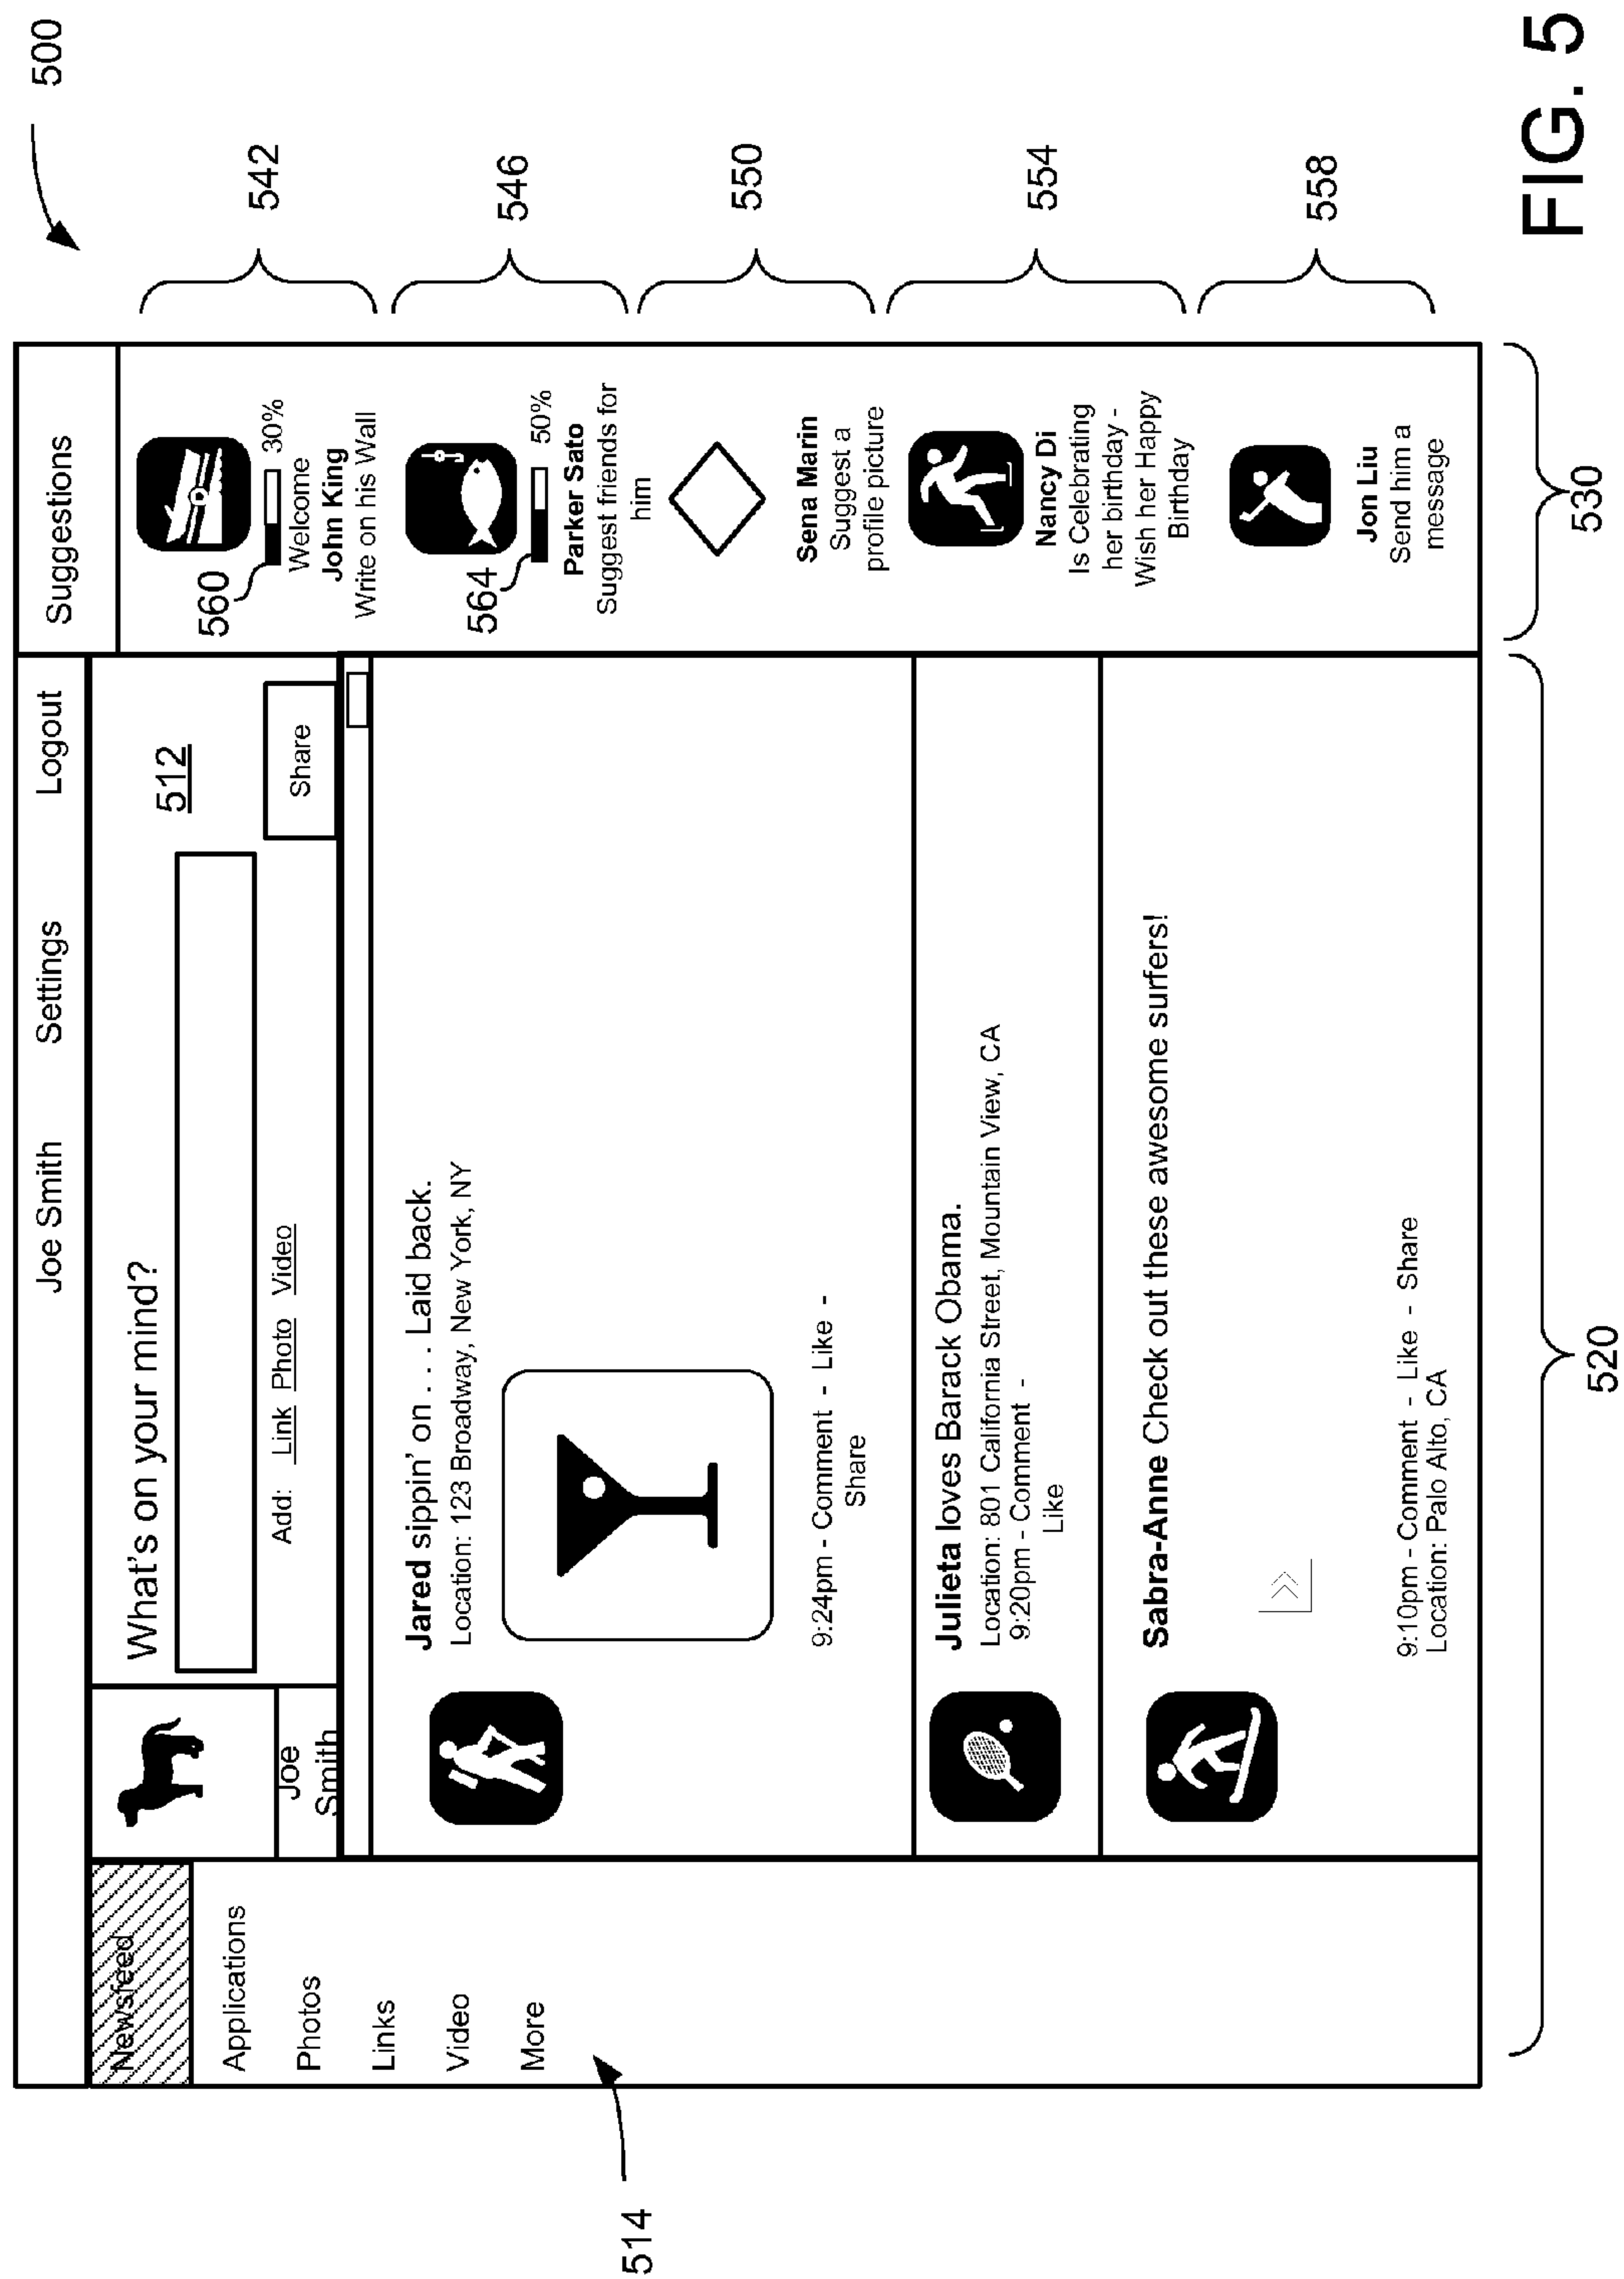 500
Joe Smith Settings Logout
Suggestions
Newsfeed
Applications
Photos
Links
Video
More
514
Joe
Smith
What's on your mind?
512
Add: Link Photo Video
Share
Jared sippin' on . . . Laid back.
Location: 123 Broadway, New York, NY
9:24pm - Comment - Like -
Share
Julieta loves Barack Obama.
Location: 801 California Street, Mountain View, CA
9:20pm - Comment -
Like
Sabra-Anne Check out these awesome surfers!
>>
9:10pm - Comment - Like - Share
Location: Palo Alto, CA
560
30%
Welcome
John King
Write on his Wall
542
564
50%
Parker Sato
Suggest friends for
him
546
Sena Marin
Suggest a
profile picture
550
Nancy Di
Is Celebrating
her birthday -
Wish her Happy
Birthday
554
Jon Liu
Send him a
message
558
520
530
FIG. 5